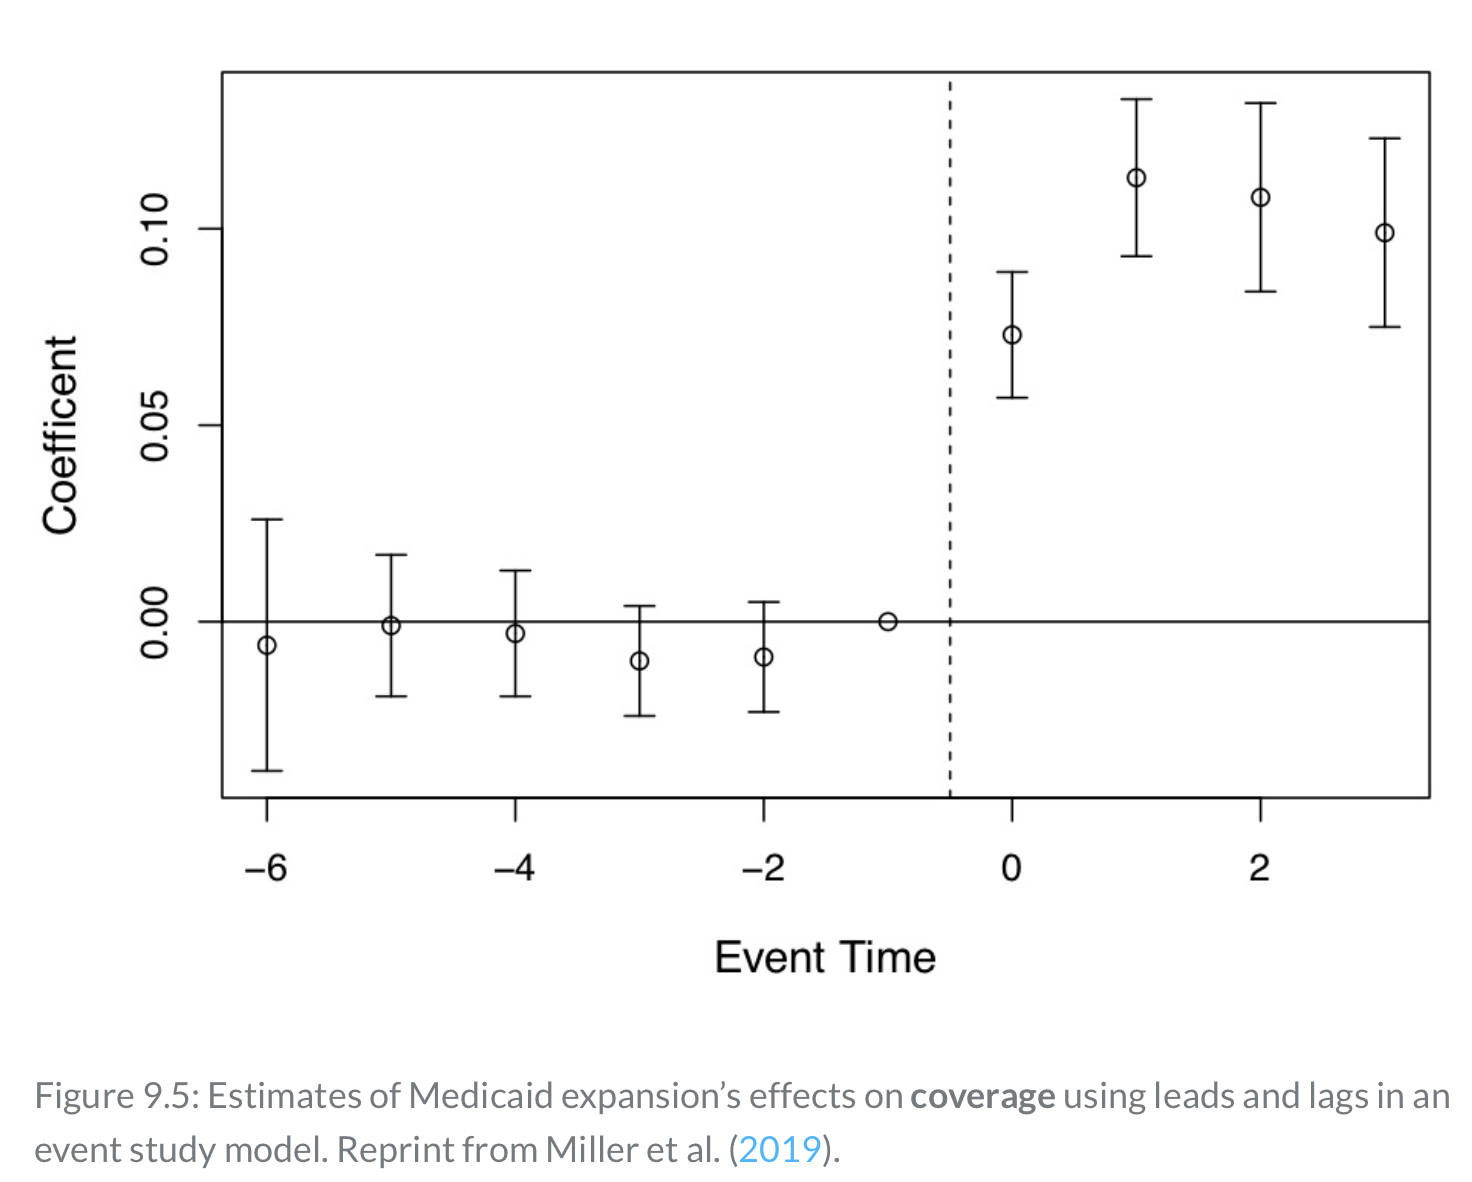 0.10
0.05
0.00
Coefficent
−6
−4
−2
0
2
Event Time
Figure 9.5: Estimates of Medicaid expansion’s effects on coverage using leads and lags in an
event study model. Reprint from Miller et al. (2019).